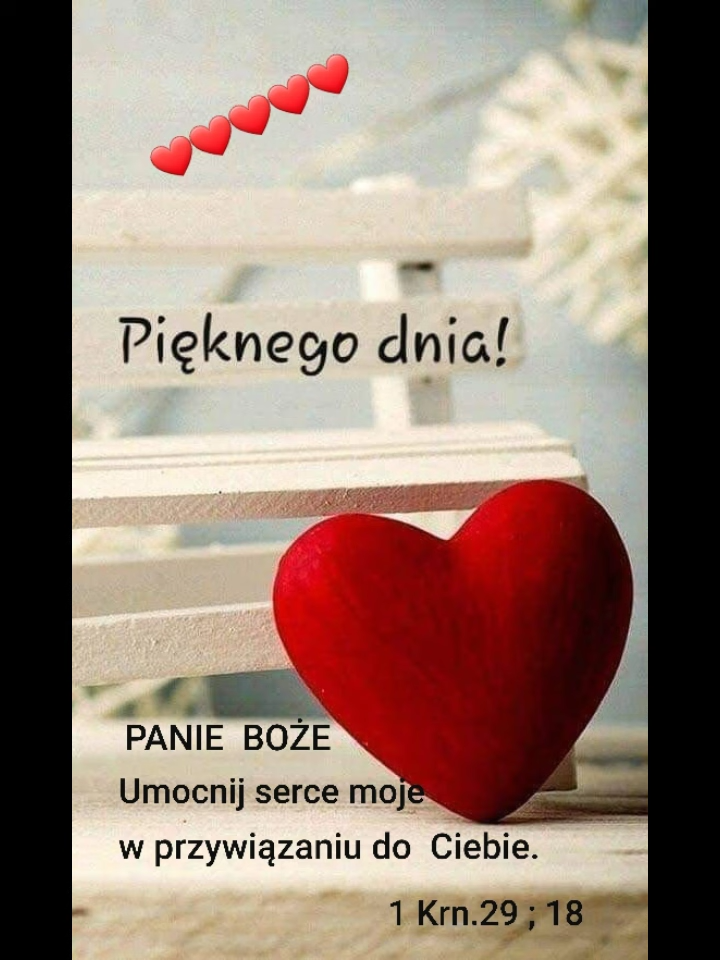 Pięknego dnia!
PANIE BOŻE
Umocnij serce moje
w przywiązaniu do Ciebie.
1 Krn.29 ; 18